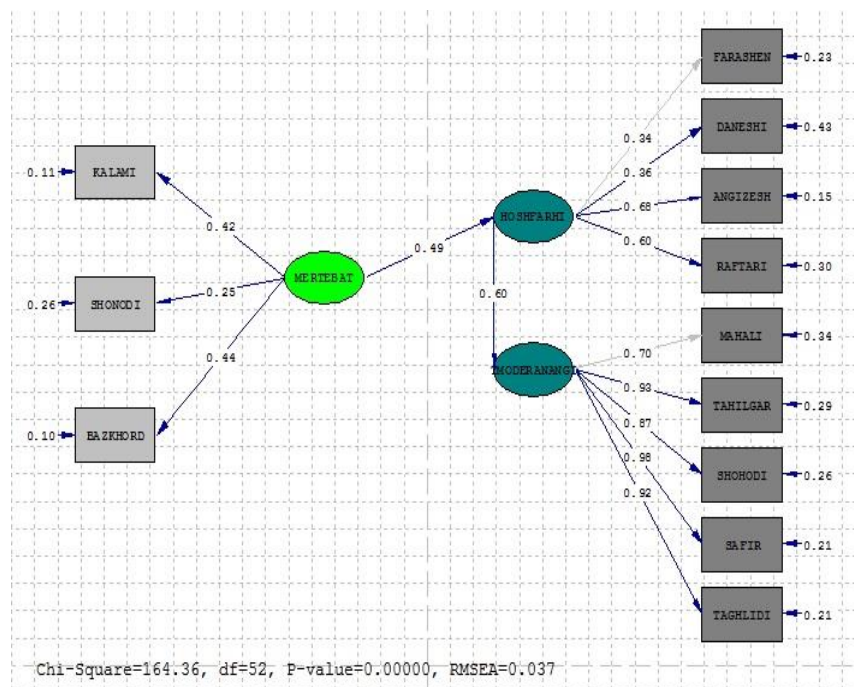 FARASHEN
0.23
DANESHI
0.43
ANGIZESH
0.15
RAFTARI
0.30
MAHALI
0.34
TAHILGAR
0.29
SHOHODI
0.26
SAFIR
0.21
TAGHLIDI
0.21
0.34
0.36
0.68
0.60
HOSHFARHI
0.49
0.60
TMODERANANGI
0.70
0.93
0.87
0.98
0.92
0.11
KALAMI
0.42
0.26
SHONODI
0.25
MERTEBAT
0.44
0.10
BAZKHORD
Chi-Square=164.36, df=52, P-value=0.00000, RMSEA=0.037